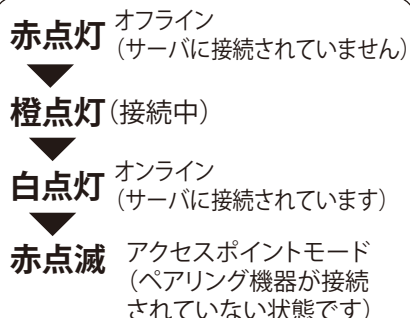 赤点灯 オフライン
（サーバに接続されていません）
橙点灯（接続中）
白点灯 オンライン
（サーバに接続されています）
赤点滅 アクセスポイントモード
（ペアリング機器が接続
されていない状態です）